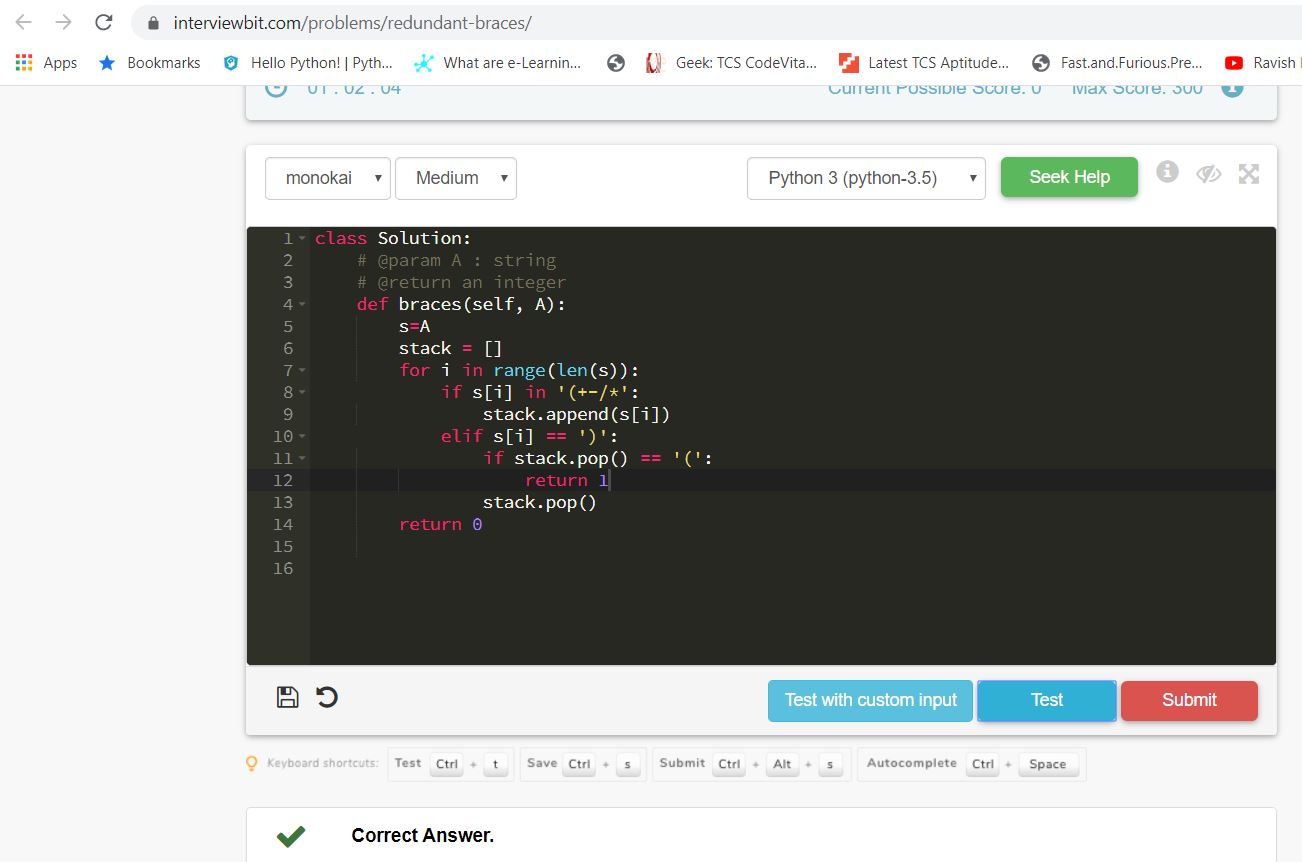 interviewbit.com/problems/redundant-braces/
Apps Bookmarks Hello Python! | Pyth... What are e-Learnin... Geek: TCS CodeVita... Latest TCS Aptitude... Fast.and.Furious.Pre... Ravish
01 : 02 : 04 Current Possible Score: 0 Max Score: 300
monokai Medium Python 3 (python-3.5) Seek Help
1 class Solution:
2 # @param A : string
3 # @return an integer
4 def braces(self, A):
5 s=A
6 stack = []
7 for i in range(len(s)):
8 if s[i] in '(+-/*':
9 stack.append(s[i])
10 elif s[i] == ')':
11 if stack.pop() == '(':
12 return 1
13 stack.pop()
14 return 0
15
16
Test with custom input Test Submit
Keyboard shortcuts: Test Ctrl + t Save Ctrl + s Submit Ctrl + Alt + s Autocomplete Ctrl + Space
Correct Answer.